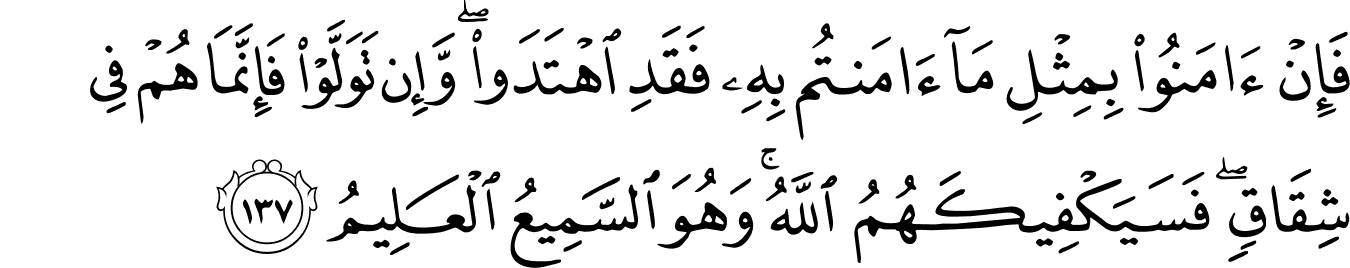 فَإِنْ ءَامَنُوا۟ بِمِثْلِ مَآ ءَامَنتُم بِهِۦ فَقَدِ ٱهْتَدَوا۟ ۖ وَّإِن تَوَلَّوْا۟ فَإِنَّمَا هُمْ فِى
شِقَاقٍ ۖ فَسَيَكْفِيكَهُمُ ٱللَّهُ ۚ وَهُوَ ٱلسَّمِيعُ ٱلْعَلِيمُ ١٣٧